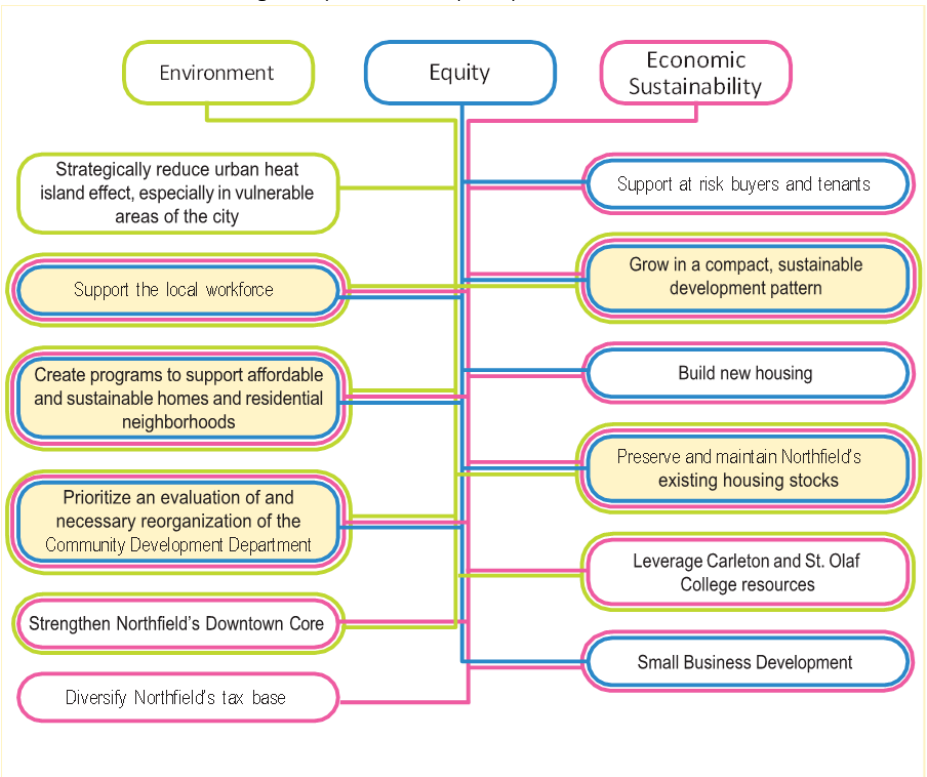 Environment
Equity
Economic
Sustainability
Strategically reduce urban heat
island effect, especially in vulnerable
areas of the city
Support at risk buyers and tenants
Support the local workforce
Grow in a compact, sustainable
development pattern
Create programs to support affordable
and sustainable homes and residential
neighborhoods
Build new housing
Prioritize an evaluation of and
necessary reorganization of the
Community Development Department
Preserve and maintain Northfield's
existing housing stocks
Strengthen Northfield's Downtown Core
Leverage Carleton and St. Olaf
College resources
Diversify Northfield's tax base
Small Business Development